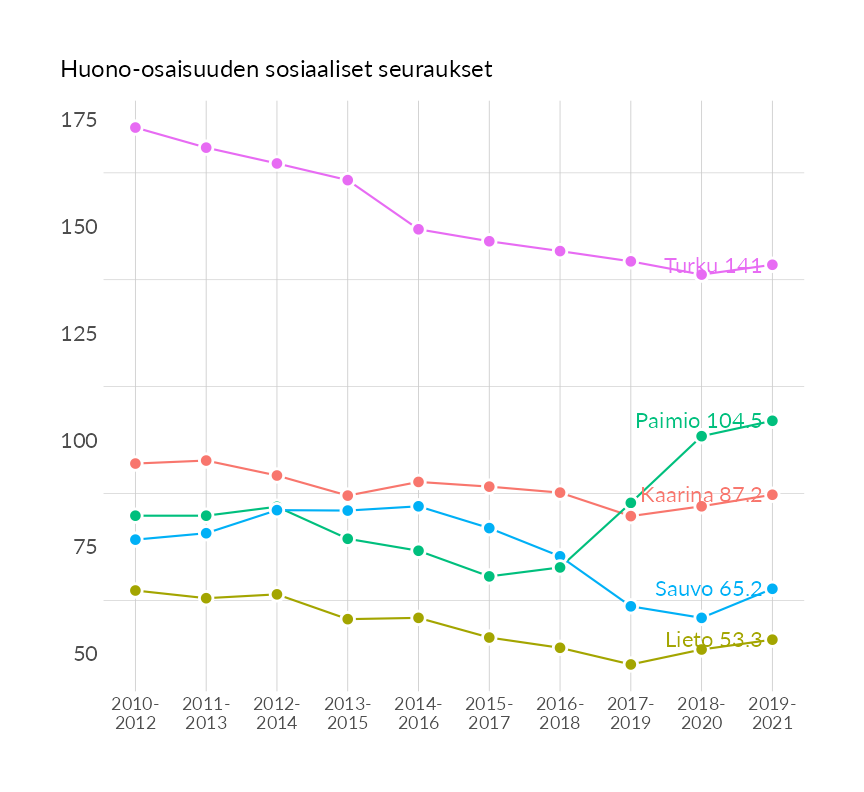 Huono-osaisuuden sosiaaliset seuraukset
175
150
Turku 141
125
100
Paimio 104.5
Kaarina 87.2
75
Sauvo 65.2
Lieto 53.3
50
2010- 2011- 2012- 2013- 2014- 2015- 2016- 2017- 2018- 2019-
2012 2013 2014 2015 2016 2017 2018 2019 2020 2021